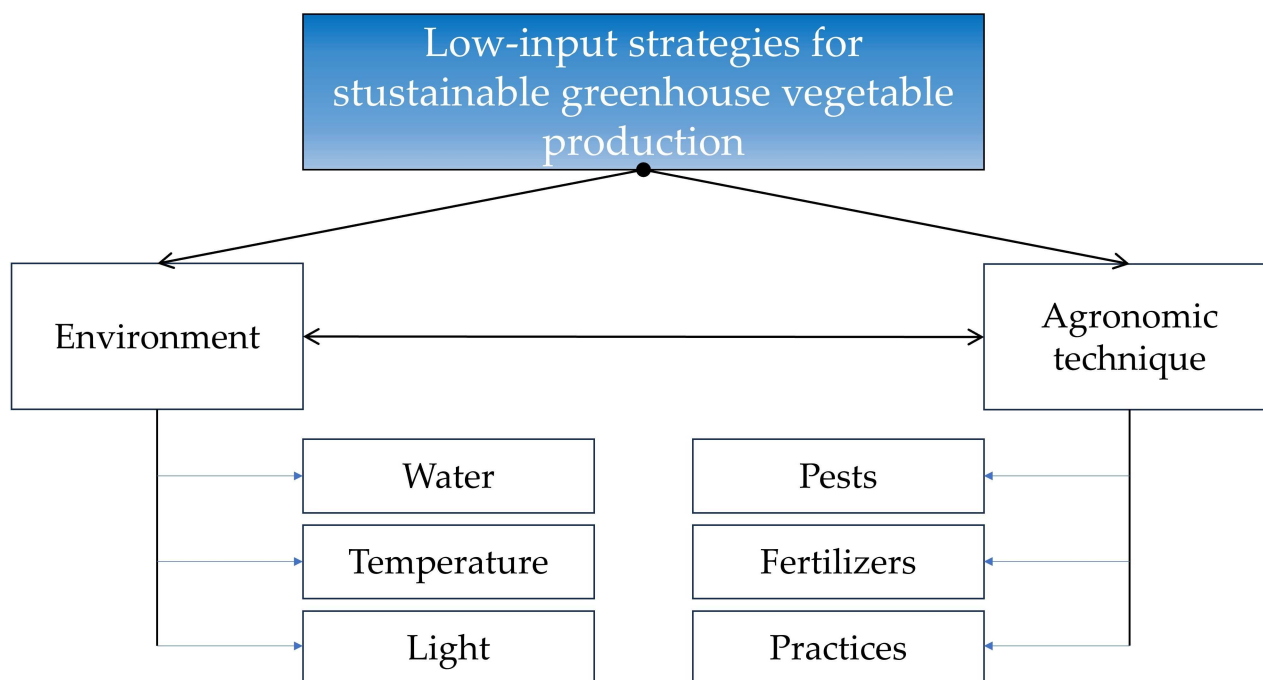 Low-input strategies for
stustainable greenhouse vegetable
production
Environment
Agronomic
technique
Water
Pests
Temperature
Fertilizers
Light
Practices